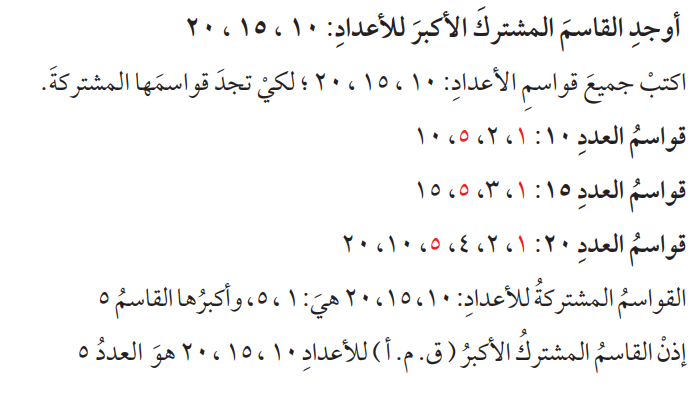 أوجدِ القاسمَ المشتركَ الأكبرَ للأعدادِ: ١٠ ، ١٥ ، ٢٠
اكتبْ جميعَ قواسمِ الأعدادِ: ١٠ ، ١٥ ، ٢٠ ؛ لكيْ تجدَ قواسمَها المشتركةَ.
قواسمُ العددِ ١٠: ١، ٢، ٥، ١٠
قواسمُ العددِ ١٥: ١، ٣، ٥، ١٥
قواسمُ العددِ ٢٠: ١، ٢، ٤، ٥، ١٠، ٢٠
القواسمُ المشتركةُ للأعدادِ: ١٠، ١٥، ٢٠ هيَ: ١، ٥، وأكبرُها القاسمُ ٥
إذنْ القاسمُ المشتركُ الأكبرُ (ق. م. أ) للأعدادِ ١٠ ، ١٥ ، ٢٠ هوَ العددُ ٥